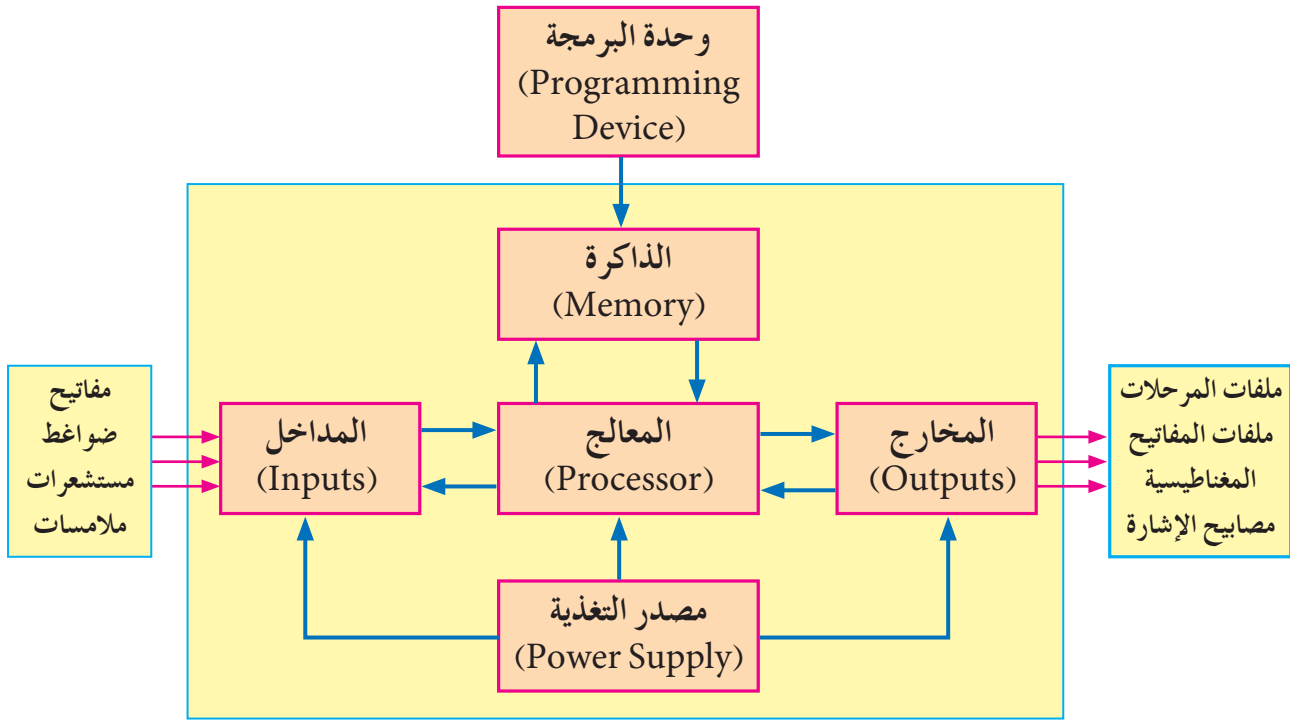 وحدة البرمجة
(Programming
Device)
الذاكرة
(Memory)
مفاتيح
ضواغط
مستشعرات
ملامسات
المداخل
(Inputs)
المعالج
(Processor)
المخارج
(Outputs)
ملفات المرحلات
ملفات المفاتيح
المغناطيسية
مصابيح الإشارة
مصدر التغذية
(Power Supply)